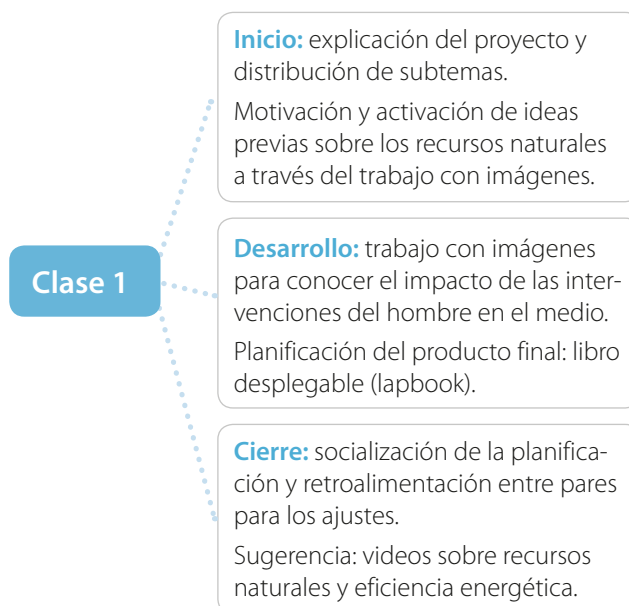 Clase 1
Inicio: explicación del proyecto y
distribución de subtemas.
Motivación y activación de ideas
previas sobre los recursos naturales
a través del trabajo con imágenes.
Desarrollo: trabajo con imágenes
para conocer el impacto de las inter-
venciones del hombre en el medio.
Planificación del producto final: libro
desplegable (lapbook).
Cierre: socialización de la planifica-
ción y retroalimentación entre pares
para los ajustes.
Sugerencia: videos sobre recursos
naturales y eficiencia energética.